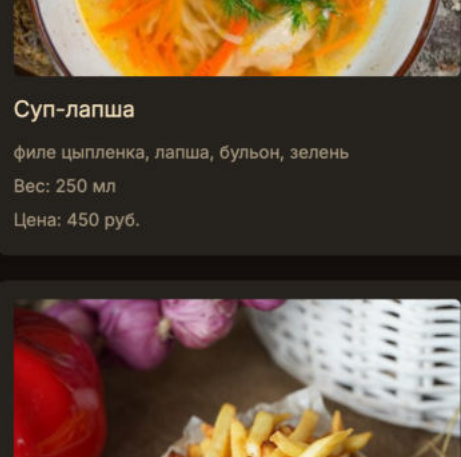 Суп-лапша
филе цыпленка, лапша, бульон, зелень
Вес: 250 мл
Цена: 450 руб.